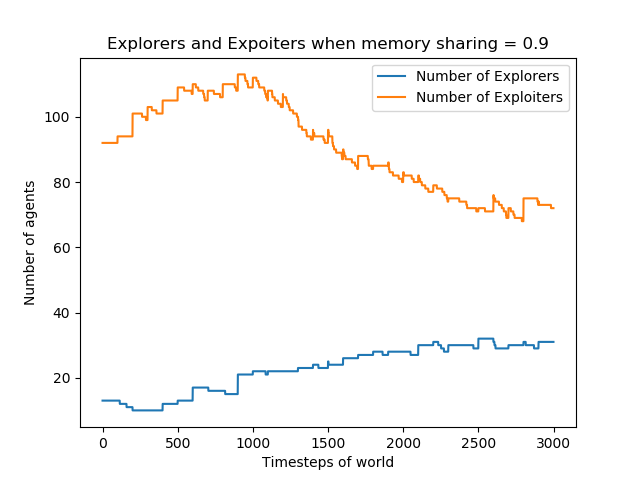 Explorers and Expoiters when memory sharing = 0.9
Number of Explorers
Number of Exploiters
Number of agents
100
80
60
40
20
0 500 1000 1500 2000 2500 3000
Timesteps of world